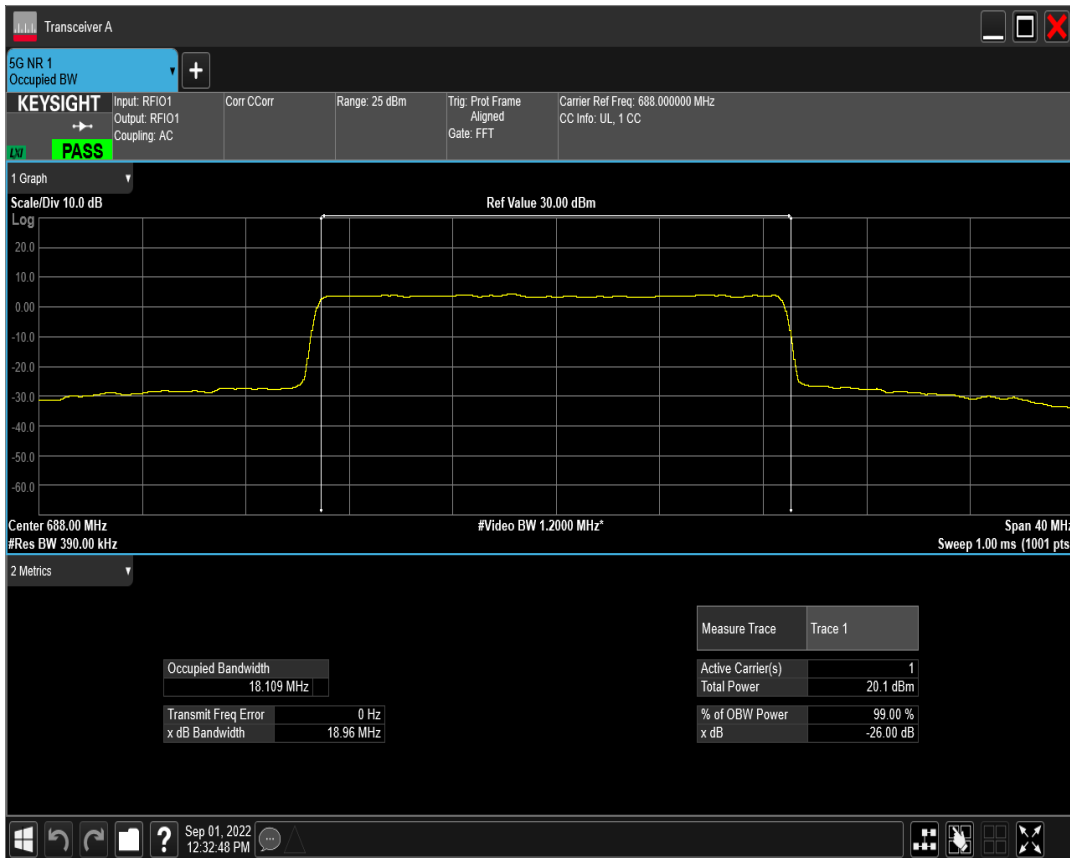 Transceiver A
5G NR 1
Occupied BW
+
KEYSIGHT
LXI
PASS
Input: RFIO1
Output: RFIO1
Coupling: AC
Corr CCorr
Range: 25 dBm
Trig: Prot Frame
Aligned
Gate: FFT
Carrier Ref Freq: 688.000000 MHz
CC Info: UL, 1 CC
1 Graph
Scale/Div 10.0 dB
Ref Value 30.00 dBm
Log
20.0
10.0
0.00
-10.0
-20.0
-30.0
-40.0
-50.0
-60.0
Center 688.00 MHz
#Video BW 1.2000 MHz*
Span 40 MHz
#Res BW 390.00 kHz
Sweep 1.00 ms (1001 pts
2 Metrics
Measure Trace Trace 1
Occupied Bandwidth
18.109 MHz
Active Carrier(s) 1
Total Power 20.1 dBm
Transmit Freq Error 0 Hz
x dB Bandwidth 18.96 MHz
% of OBW Power 99.00 %
x dB -26.00 dB
?
Sep 01, 2022
12:32:48 PM